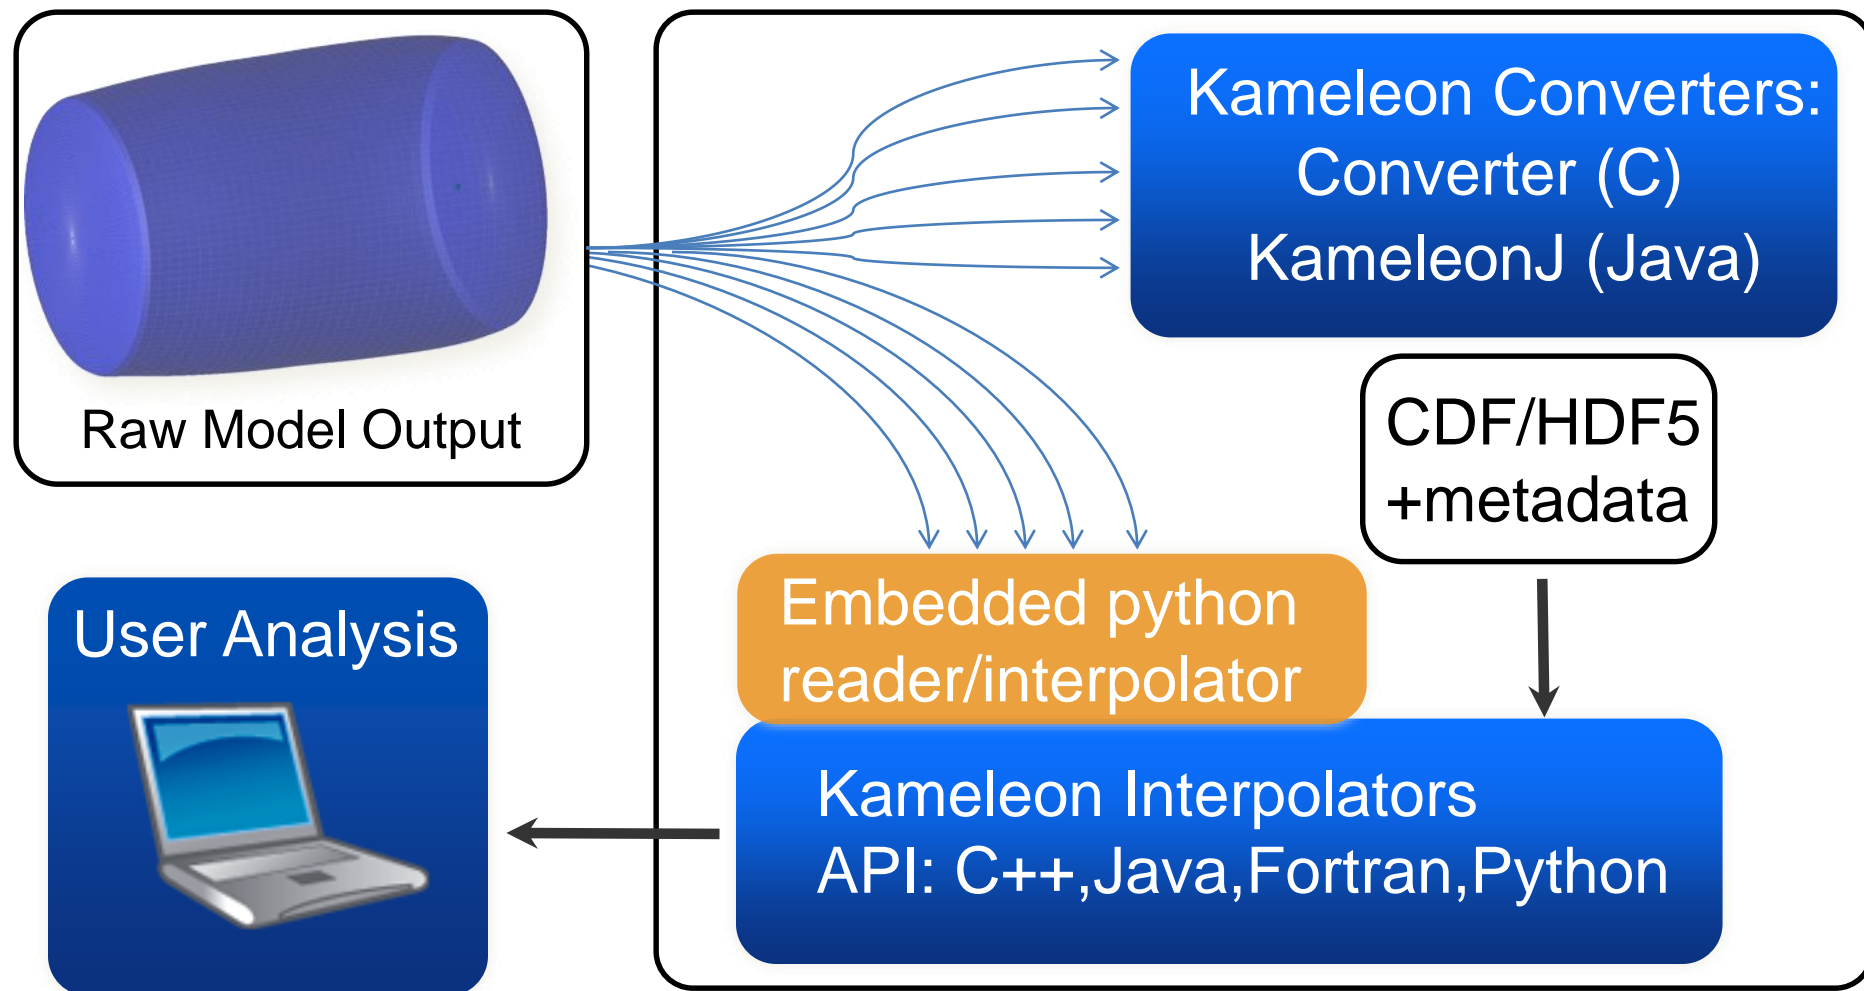 Raw Model Output
Kameleon Converters:
Converter (C)
KameleonJ (Java)
CDF/HDF5
+metadata
Embedded python
reader/interpolator
Kameleon Interpolators
API: C++,Java,Fortran,Python
User Analysis